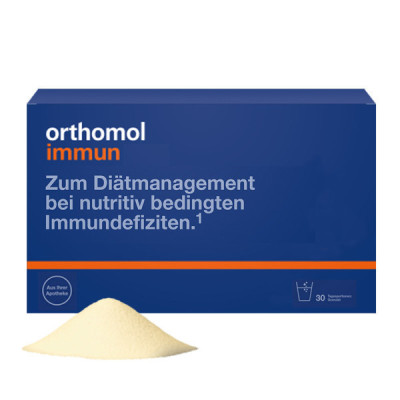 orthomol
immun
Zum Diätmanagement
bei nutritiv bedingten
Immundefiziten.¹
Aus Ihrer
Apotheke
30